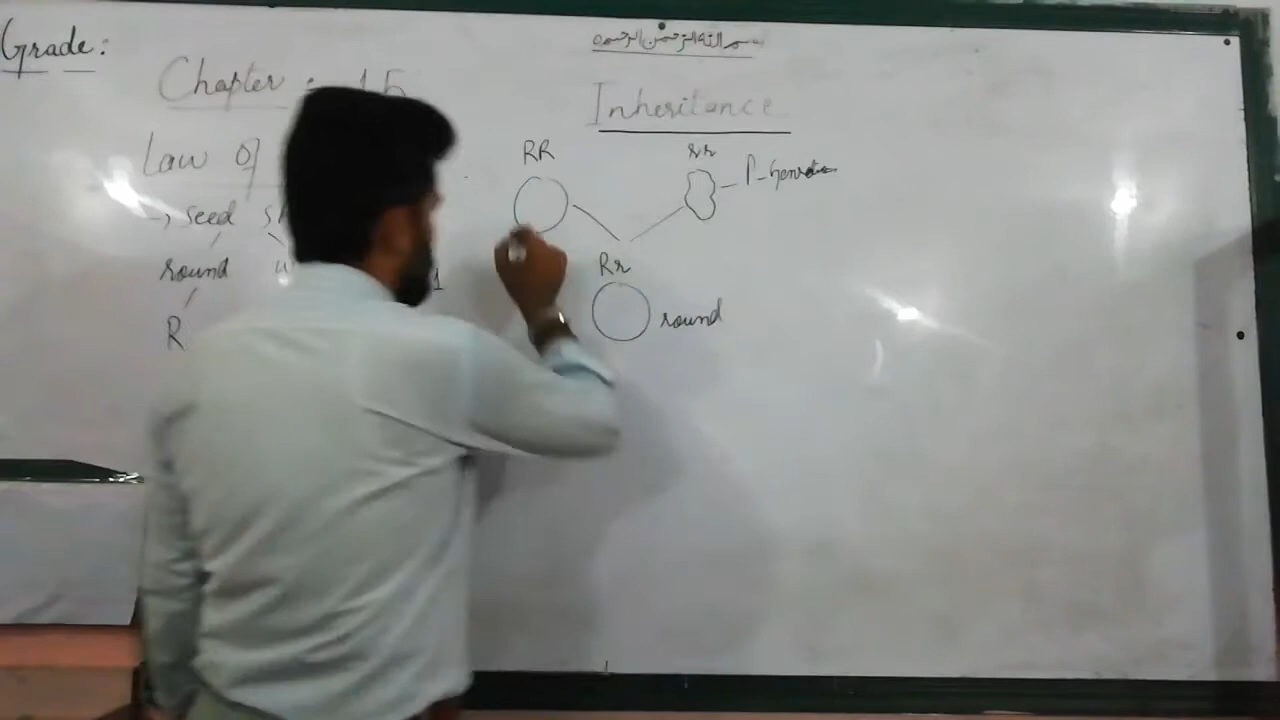 Grade:
بسم الله الرحمن الرحيم
Chapter : 15
Inheritance
Law of
RR
rr
P-Generation
→ seed
round
Rr
R
round